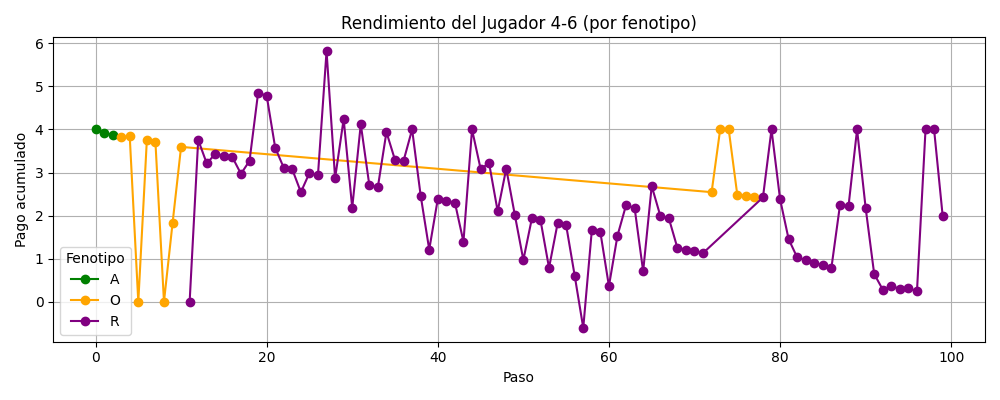 Rendimiento del Jugador 4-6 (por fenotipo)
Pago acumulado
6
5
4
3
2
1
0
Fenotipo
A
O
R
0 20 40 60 80 100
Paso